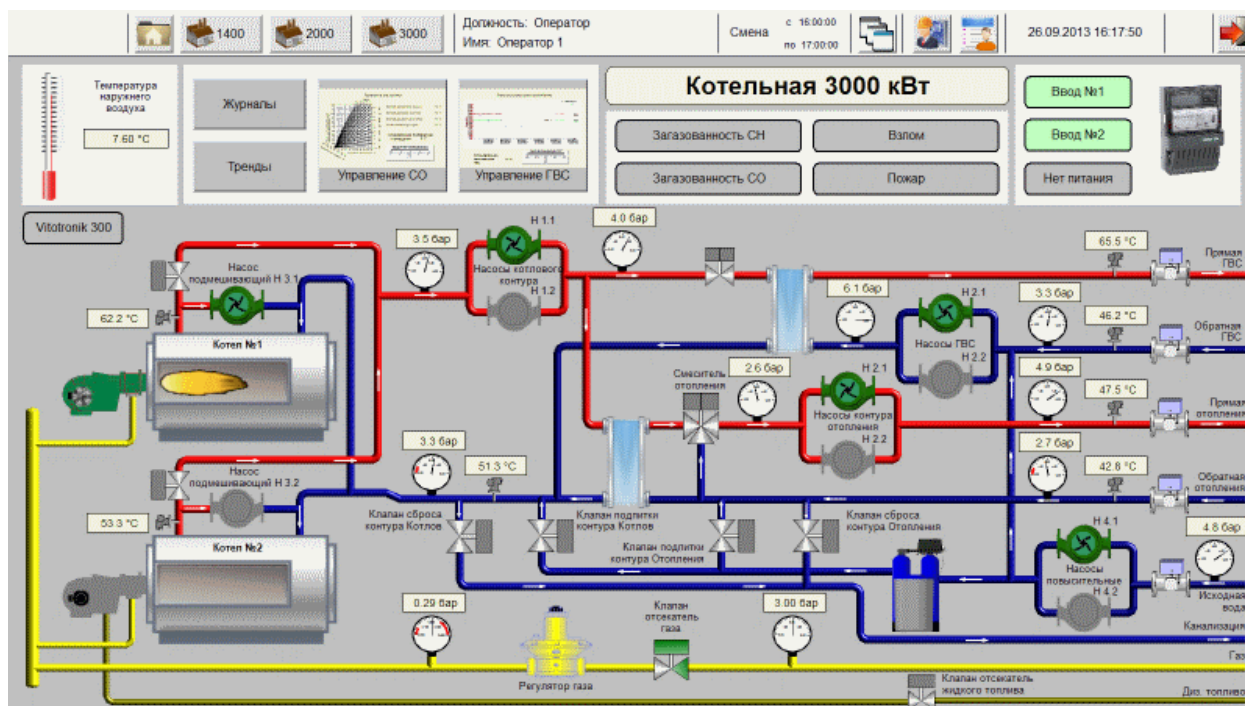 1400
2000
3000
Должность: Оператор
Имя: Оператор 1
Смена
с 16:00:00
по 17:00:00
26.09.2013 16:17:50
Температура
наружнего
воздуха
7.60 °C
Журналы
Тренды
Управление СО
Управление ГВС
Котельная 3000 кВт
Загазованность CH
Взлом
Загазованность CO
Пожар
Ввод №1
Ввод №2
Нет питания
Vitotronik 300
Насос
подмешивающий Н 3.1
62.2 °C
Котел №1
3.5 бар
Н 1.1
Насосы котлового
контура
Н 1.2
4.0 бар
65.5 °C
Прямая
ГВС
6.1 бар
Н 2.1
Насосы ГВС
Н 2.2
3.3 бар
46.2 °C
Обратная
ГВС
Смеситель
отопления
2.6 бар
Н 2.1
Насосы контура
отопления
Н 2.2
4.9 бар
47.5 °C
Прямая
отопления
2.7 бар
42.8 °C
Обратная
отопления
Насос
подмешивающий Н 3.2
53.3 °C
Котел №2
3.3 бар
51.3 °C
Клапан сброса
контура Котлов
Клапан подпитки
контура Котлов
Клапан подпитки
контура Отопления
Клапан сброса
контура Отопления
Н 4.1
Насосы
повысительные
Н 4.2
4.8 бар
Исходная
вода
Канализация
0.29 бар
Регулятор газа
Клапан
отсекатель
газа
3.00 бар
Газ
Клапан отсекатель
жидкого топлива
Диз. топливо